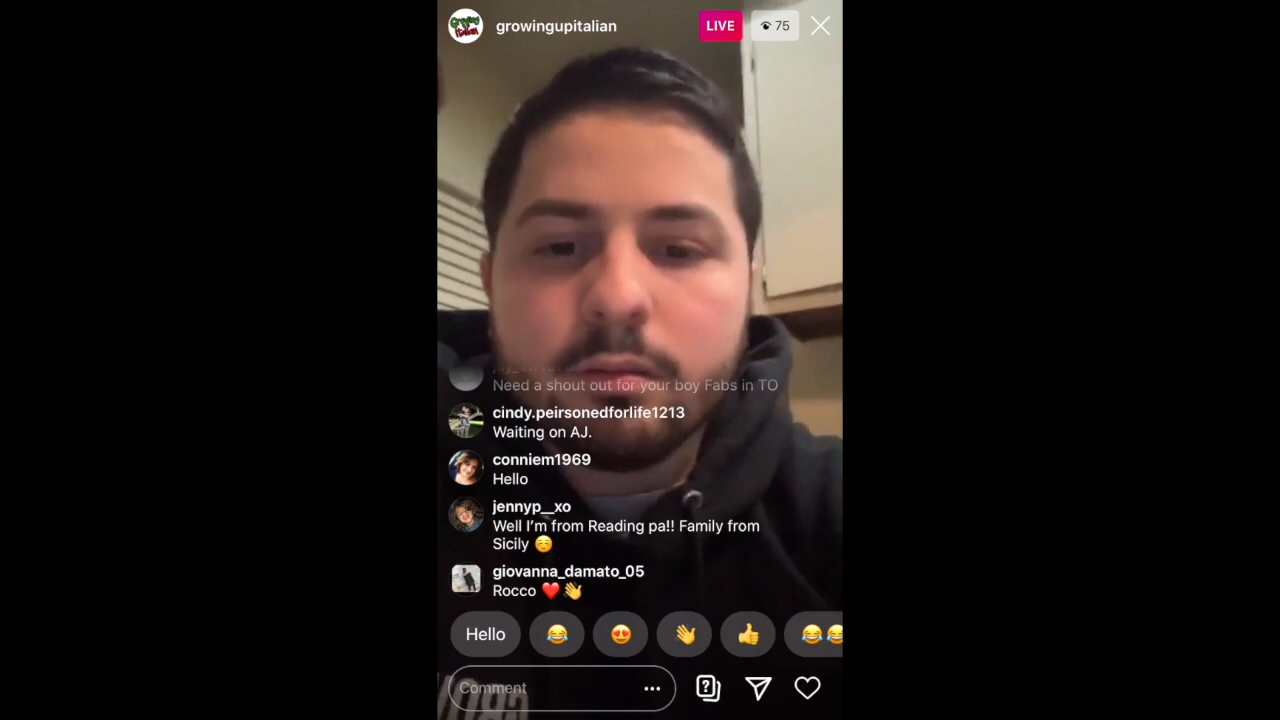 growingupitalian
LIVE
75
Need a shout out for your boy Fabs in TO
cindy.peirsonedforlife1213
Waiting on AJ.
conniem1969
Hello
jennyp__xo
Well I’m from Reading pa!! Family from
Sicily ☺️
giovanna_damato_05
Rocco ❤️👋
Hello 😂 😍 👋 👍 😂😂
Comment